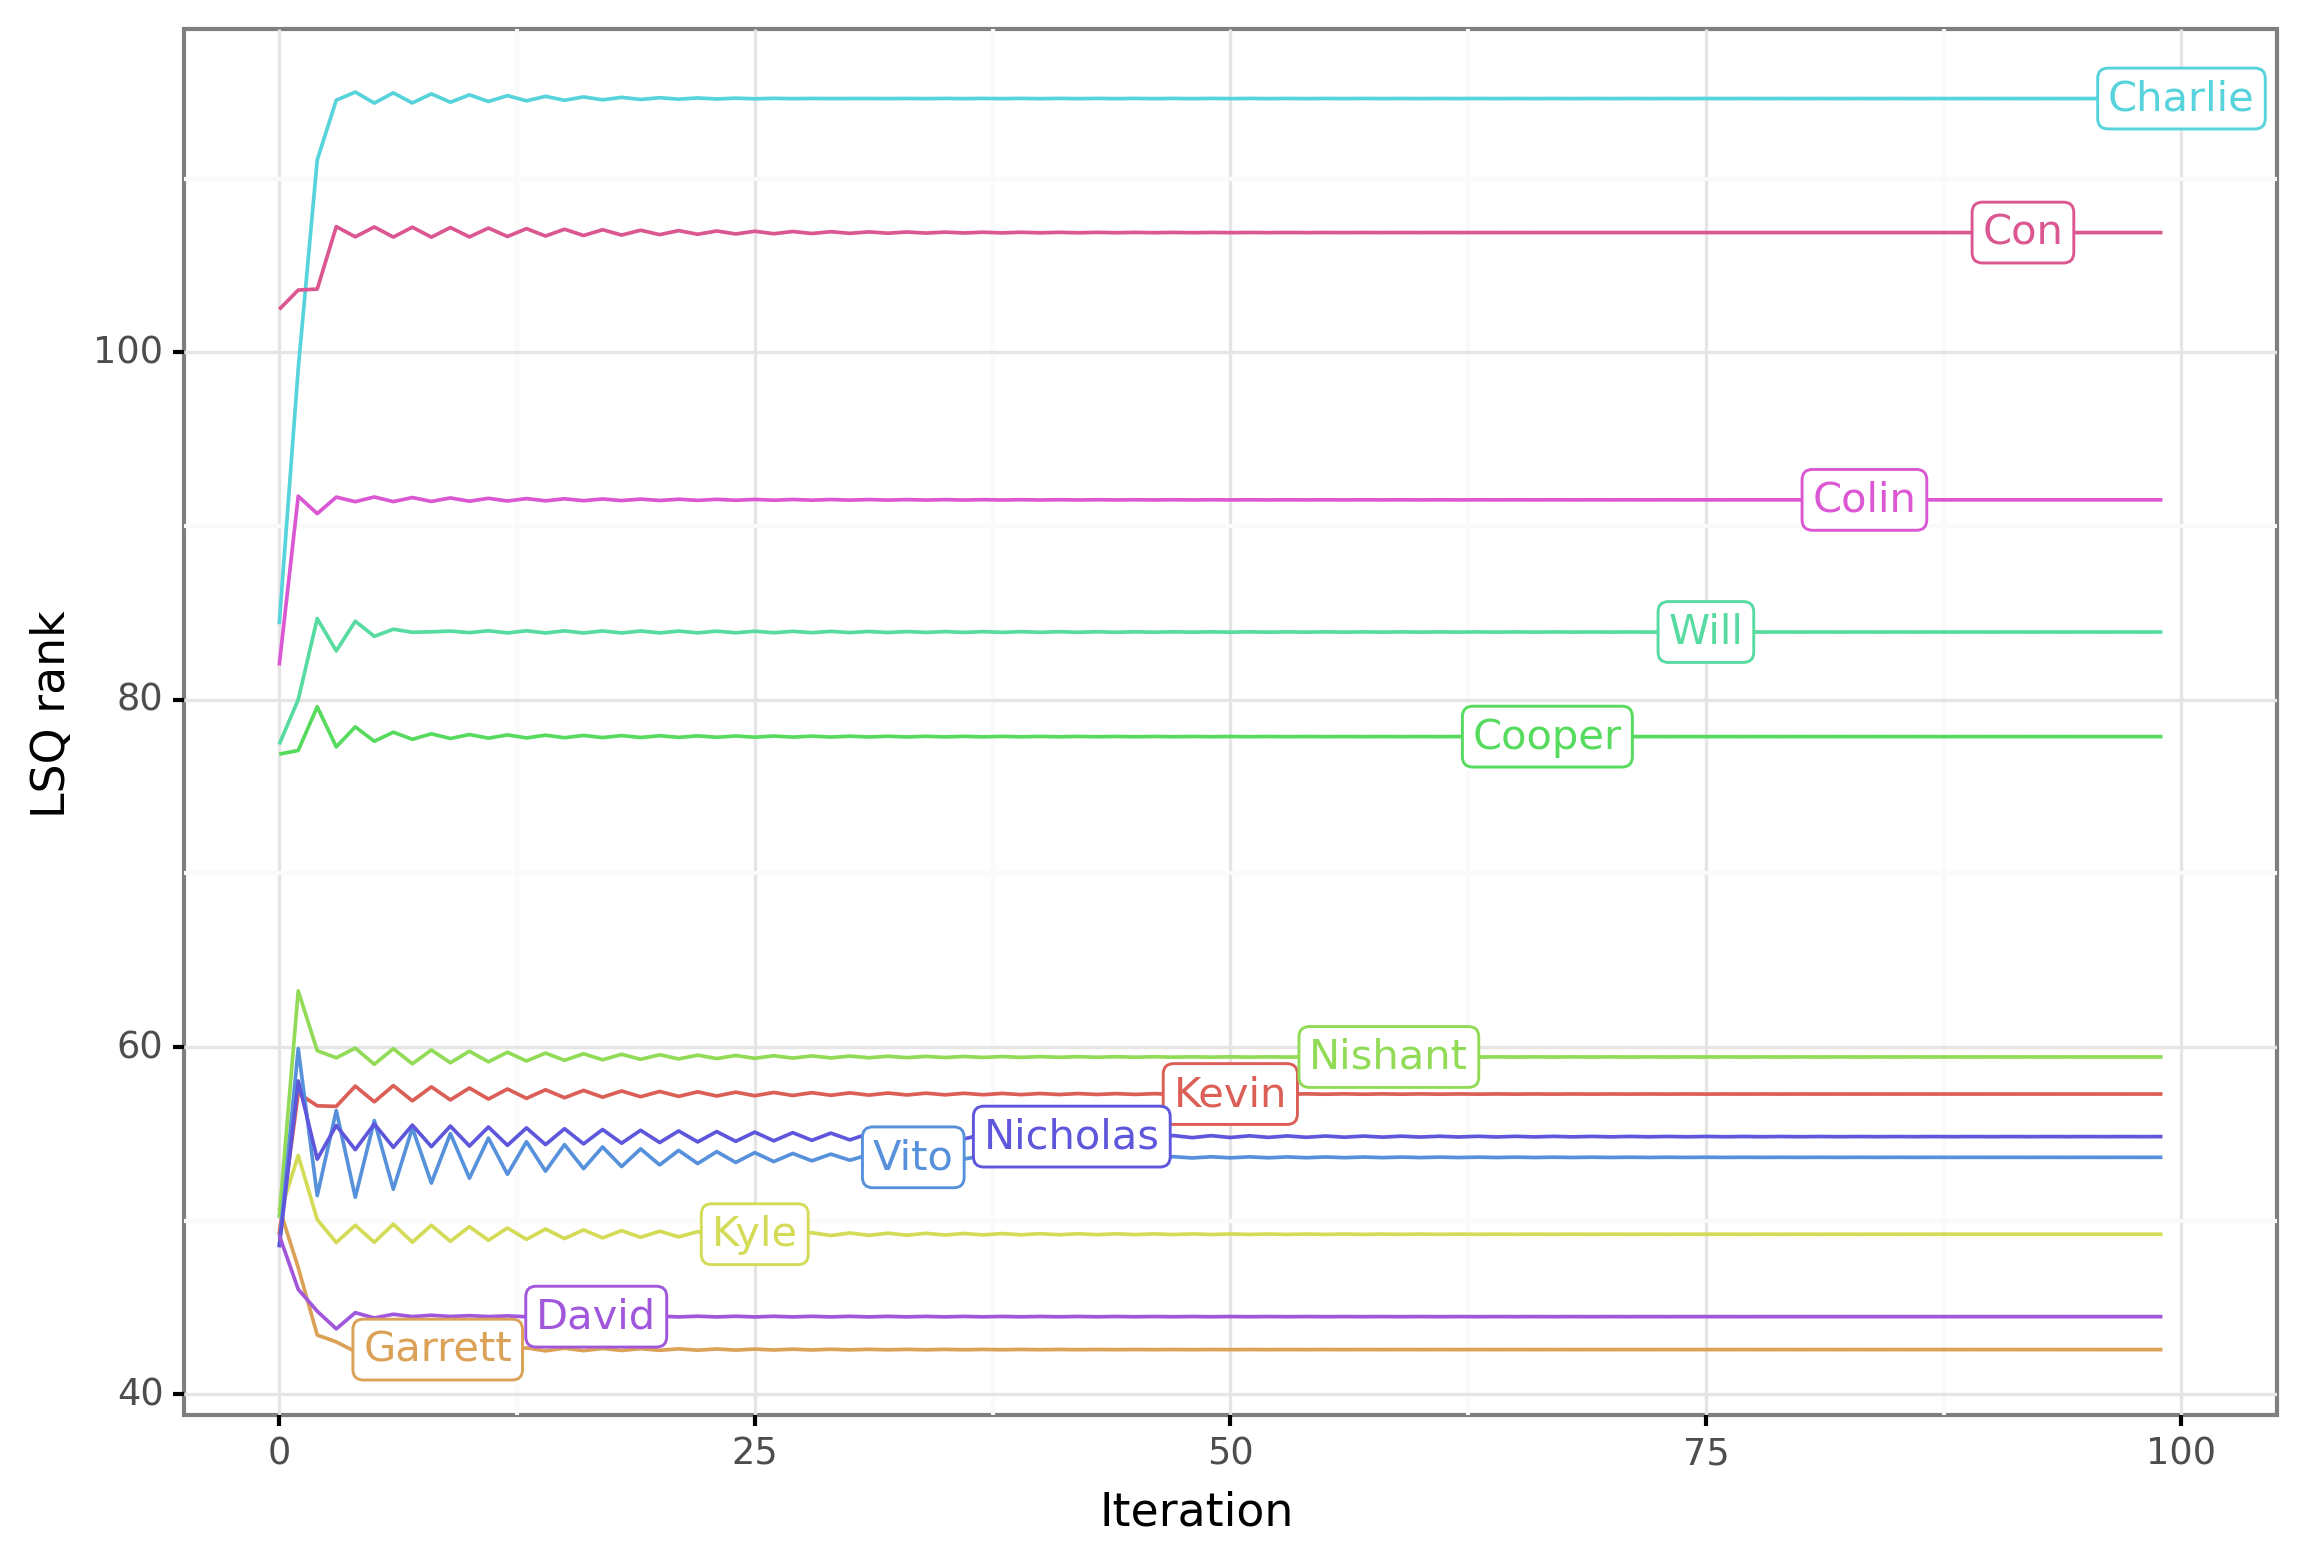 Charlie
Con
100
Colin
Will
LSQ rank
80
Cooper
60
Nishant
Kevin
Nicholas
Vito
Kyle
David
Garrett
40
0 25 50 75 100
Iteration